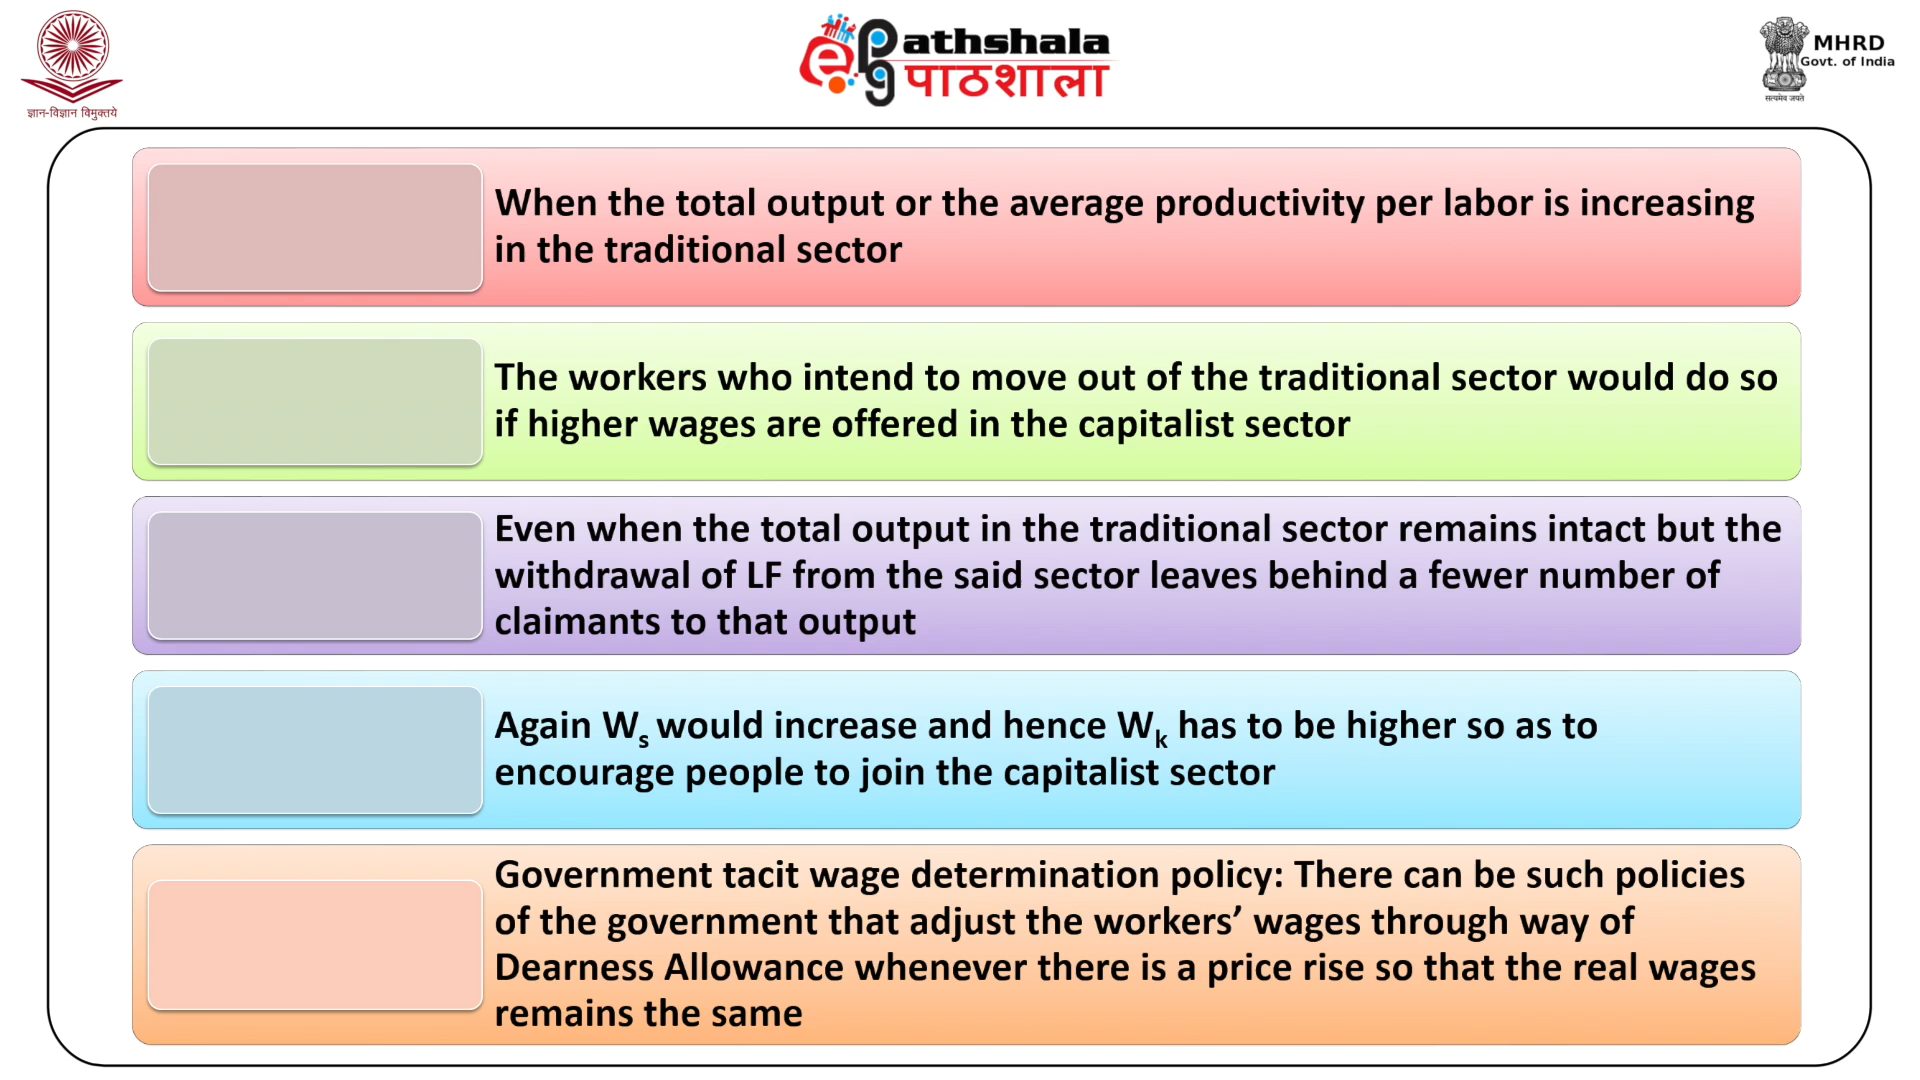 ज्ञान-विज्ञान विमुक्तये
e
pg
athshala
पाठशाला
MHRD
Govt. of India
सत्यमेव जयते
When the total output or the average productivity per labor is increasing
in the traditional sector
The workers who intend to move out of the traditional sector would do so
if higher wages are offered in the capitalist sector
Even when the total output in the traditional sector remains intact but the
withdrawal of LF from the said sector leaves behind a fewer number of
claimants to that output
Again Ws would increase and hence Wk has to be higher so as to
encourage people to join the capitalist sector
Government tacit wage determination policy: There can be such policies
of the government that adjust the workers’ wages through way of
Dearness Allowance whenever there is a price rise so that the real wages
remains the same